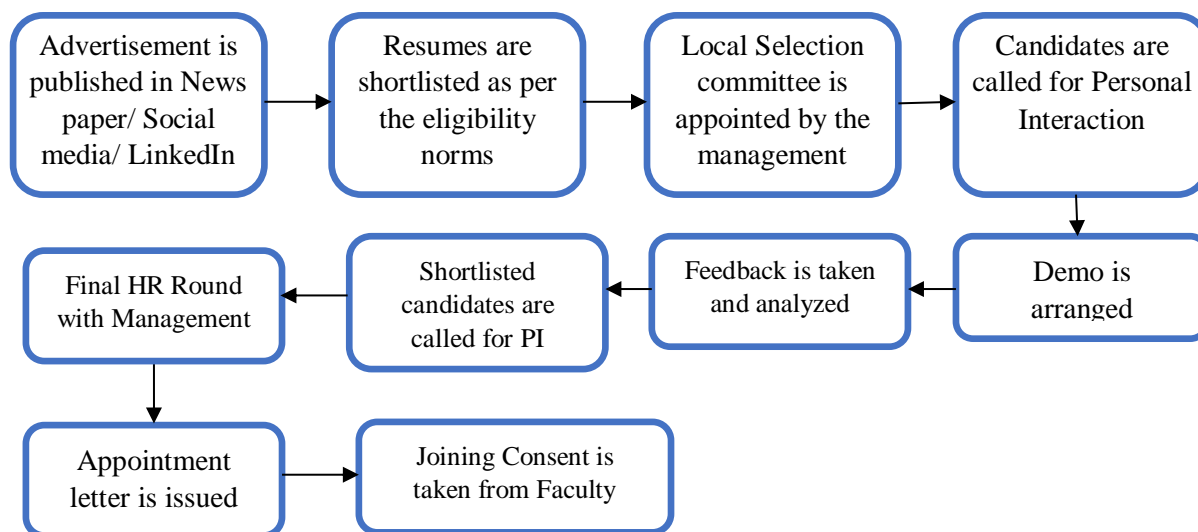 Advertisement is
published in News
paper/ Social
media/ LinkedIn
Resumes are
shortlisted as per
the eligibility
norms
Local Selection
committee is
appointed by the
management
Candidates are
called for Personal
Interaction
Demo is
arranged
Feedback is taken
and analyzed
Shortlisted
candidates are
called for PI
Final HR Round
with Management
Appointment
letter is issued
Joining Consent is
taken from Faculty